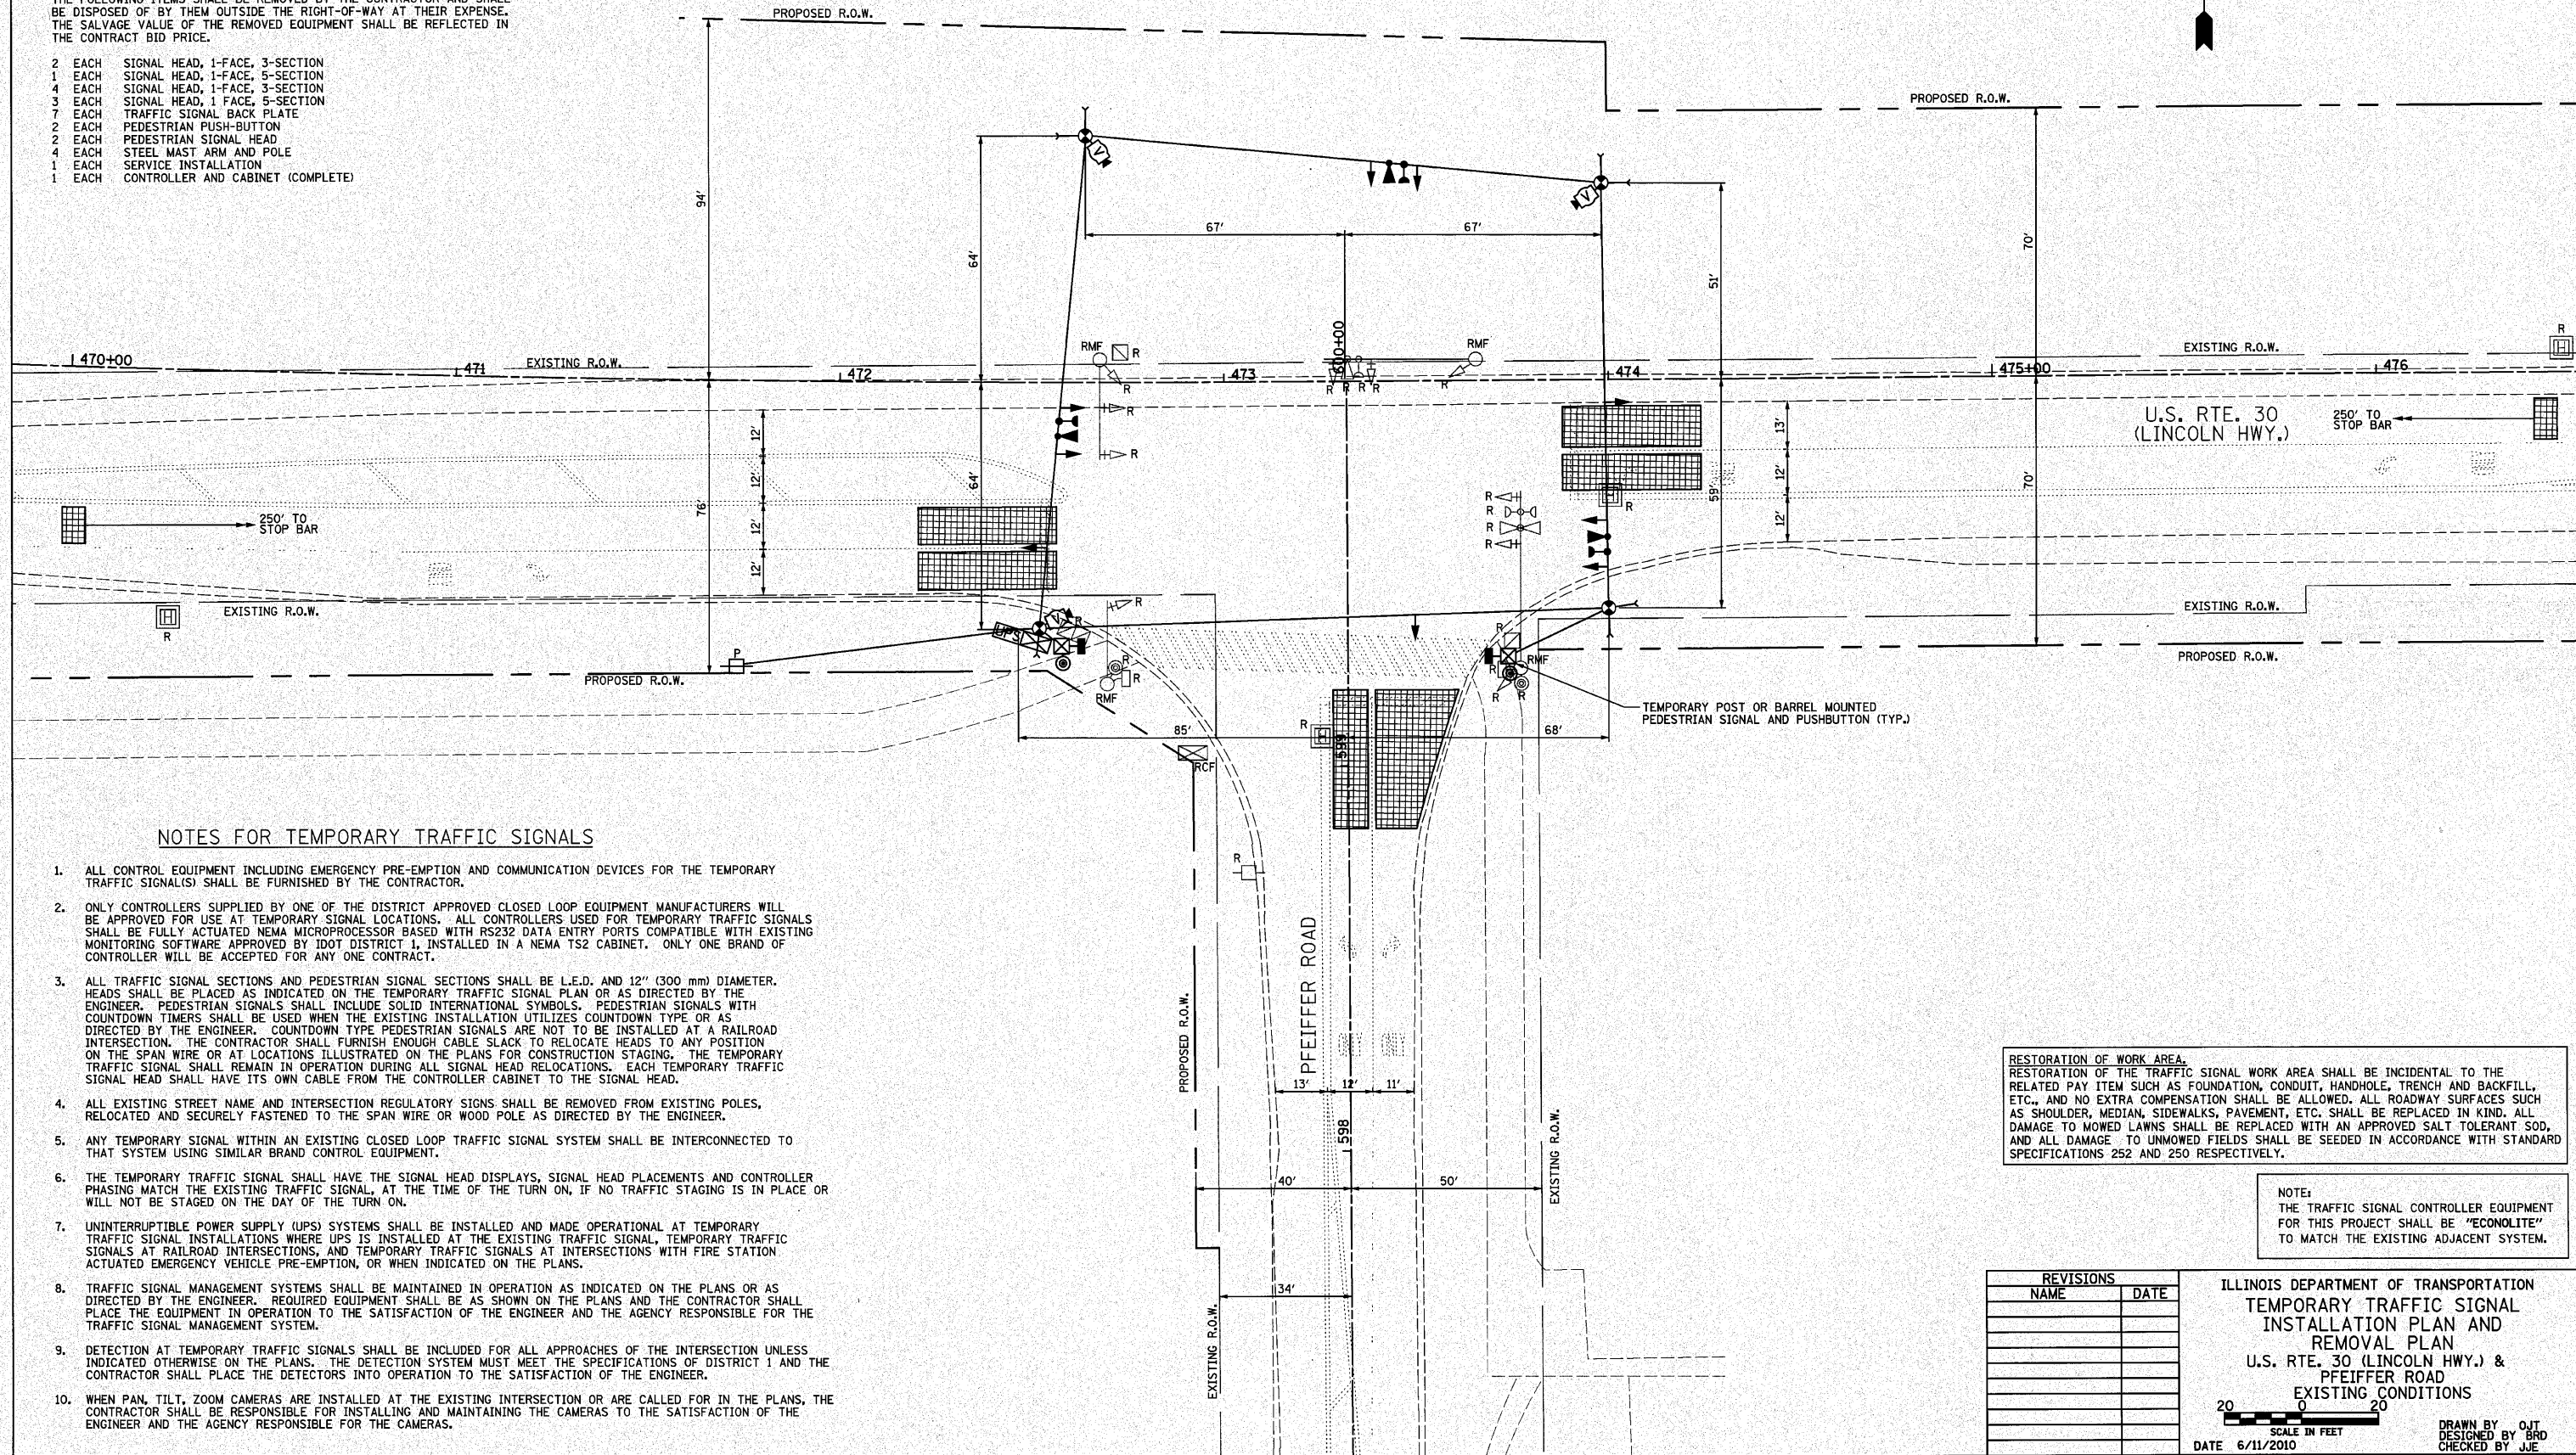 THE FOLLOWING ITEMS SHALL BE REMOVED BY THE CONTRACTOR AND SHALL
BE DISPOSED OF BY THEM OUTSIDE THE RIGHT-OF-WAY AT THEIR EXPENSE.
THE SALVAGE VALUE OF THE REMOVED EQUIPMENT SHALL BE REFLECTED IN
THE CONTRACT BID PRICE.
2 EACH SIGNAL HEAD, 1-FACE, 3-SECTION
1 EACH SIGNAL HEAD, 1-FACE, 5-SECTION
4 EACH SIGNAL HEAD, 1-FACE, 3-SECTION
3 EACH SIGNAL HEAD, 1 FACE, 5-SECTION
7 EACH TRAFFIC SIGNAL BACK PLATE
2 EACH PEDESTRIAN PUSH-BUTTON
2 EACH PEDESTRIAN SIGNAL HEAD
4 EACH STEEL MAST ARM AND POLE
1 EACH SERVICE INSTALLATION
1 EACH CONTROLLER AND CABINET (COMPLETE)
PROPOSED R.O.W.
PROPOSED R.O.W.
94'
64'
67'
67'
51'
70'
V
V
470+00
471
EXISTING R.O.W.
472
473
600+00
474
475+00
476
EXISTING R.O.W.
RMF
R
R
RMF
R
R
R
R
R
R
H
R
R
12'
12'
12'
12'
76'
64'
59'
13'
12'
12'
70'
U.S. RTE. 30
(LINCOLN HWY.)
250' TO
STOP BAR
250' TO
STOP BAR
R
R
R
R
H
R
H
R
EXISTING R.O.W.
EXISTING R.O.W.
PROPOSED R.O.W.
PROPOSED R.O.W.
P
UPS
V
R
R
R
R
RMF
R
RMF
R
R
R
TEMPORARY POST OR BARREL MOUNTED
PEDESTRIAN SIGNAL AND PUSHBUTTON (TYP.)
85'
68'
R
H
599
RCF
R
PFEIFFER ROAD
PROPOSED R.O.W.
13'
12'
11'
598
EXISTING R.O.W.
40'
50'
34'
EXISTING R.O.W.
NOTES FOR TEMPORARY TRAFFIC SIGNALS
1. ALL CONTROL EQUIPMENT INCLUDING EMERGENCY PRE-EMPTION AND COMMUNICATION DEVICES FOR THE TEMPORARY
TRAFFIC SIGNAL(S) SHALL BE FURNISHED BY THE CONTRACTOR.
2. ONLY CONTROLLERS SUPPLIED BY ONE OF THE DISTRICT APPROVED CLOSED LOOP EQUIPMENT MANUFACTURERS WILL
BE APPROVED FOR USE AT TEMPORARY SIGNAL LOCATIONS. ALL CONTROLLERS USED FOR TEMPORARY TRAFFIC SIGNALS
SHALL BE FULLY ACTUATED NEMA MICROPROCESSOR BASED WITH RS232 DATA ENTRY PORTS COMPATIBLE WITH EXISTING
MONITORING SOFTWARE APPROVED BY IDOT DISTRICT 1, INSTALLED IN A NEMA TS2 CABINET. ONLY ONE BRAND OF
CONTROLLER WILL BE ACCEPTED FOR ANY ONE CONTRACT.
3. ALL TRAFFIC SIGNAL SECTIONS AND PEDESTRIAN SIGNAL SECTIONS SHALL BE L.E.D. AND 12" (300 mm) DIAMETER.
HEADS SHALL BE PLACED AS INDICATED ON THE TEMPORARY TRAFFIC SIGNAL PLAN OR AS DIRECTED BY THE
ENGINEER. PEDESTRIAN SIGNALS SHALL INCLUDE SOLID INTERNATIONAL SYMBOLS. PEDESTRIAN SIGNALS WITH
COUNTDOWN TIMERS SHALL BE USED WHEN THE EXISTING INSTALLATION UTILIZES COUNTDOWN TYPE OR AS
DIRECTED BY THE ENGINEER. COUNTDOWN TYPE PEDESTRIAN SIGNALS ARE NOT TO BE INSTALLED AT A RAILROAD
INTERSECTION. THE CONTRACTOR SHALL FURNISH ENOUGH CABLE SLACK TO RELOCATE HEADS TO ANY POSITION
ON THE SPAN WIRE OR AT LOCATIONS ILLUSTRATED ON THE PLANS FOR CONSTRUCTION STAGING. THE TEMPORARY
TRAFFIC SIGNAL SHALL REMAIN IN OPERATION DURING ALL SIGNAL HEAD RELOCATIONS. EACH TEMPORARY TRAFFIC
SIGNAL HEAD SHALL HAVE ITS OWN CABLE FROM THE CONTROLLER CABINET TO THE SIGNAL HEAD.
4. ALL EXISTING STREET NAME AND INTERSECTION REGULATORY SIGNS SHALL BE REMOVED FROM EXISTING POLES,
RELOCATED AND SECURELY FASTENED TO THE SPAN WIRE OR WOOD POLE AS DIRECTED BY THE ENGINEER.
5. ANY TEMPORARY SIGNAL WITHIN AN EXISTING CLOSED LOOP TRAFFIC SIGNAL SYSTEM SHALL BE INTERCONNECTED TO
THAT SYSTEM USING SIMILAR BRAND CONTROL EQUIPMENT.
6. THE TEMPORARY TRAFFIC SIGNAL SHALL HAVE THE SIGNAL HEAD DISPLAYS, SIGNAL HEAD PLACEMENTS AND CONTROLLER
PHASING MATCH THE EXISTING TRAFFIC SIGNAL, AT THE TIME OF THE TURN ON, IF NO TRAFFIC STAGING IS IN PLACE OR
WILL NOT BE STAGED ON THE DAY OF THE TURN ON.
7. UNINTERRUPTIBLE POWER SUPPLY (UPS) SYSTEMS SHALL BE INSTALLED AND MADE OPERATIONAL AT TEMPORARY
TRAFFIC SIGNAL INSTALLATIONS WHERE UPS IS INSTALLED AT THE EXISTING TRAFFIC SIGNAL, TEMPORARY TRAFFIC
SIGNALS AT RAILROAD INTERSECTIONS, AND TEMPORARY TRAFFIC SIGNALS AT INTERSECTIONS WITH FIRE STATION
ACTUATED EMERGENCY VEHICLE PRE-EMPTION, OR WHEN INDICATED ON THE PLANS.
8. TRAFFIC SIGNAL MANAGEMENT SYSTEMS SHALL BE MAINTAINED IN OPERATION AS INDICATED ON THE PLANS OR AS
DIRECTED BY THE ENGINEER. REQUIRED EQUIPMENT SHALL BE AS SHOWN ON THE PLANS AND THE CONTRACTOR SHALL
PLACE THE EQUIPMENT IN OPERATION TO THE SATISFACTION OF THE ENGINEER AND THE AGENCY RESPONSIBLE FOR THE
TRAFFIC SIGNAL MANAGEMENT SYSTEM.
9. DETECTION AT TEMPORARY TRAFFIC SIGNALS SHALL BE INCLUDED FOR ALL APPROACHES OF THE INTERSECTION UNLESS
INDICATED OTHERWISE ON THE PLANS. THE DETECTION SYSTEM MUST MEET THE SPECIFICATIONS OF DISTRICT 1 AND THE
CONTRACTOR SHALL PLACE THE DETECTORS INTO OPERATION TO THE SATISFACTION OF THE ENGINEER.
10. WHEN PAN, TILT, ZOOM CAMERAS ARE INSTALLED AT THE EXISTING INTERSECTION OR ARE CALLED FOR IN THE PLANS, THE
CONTRACTOR SHALL BE RESPONSIBLE FOR INSTALLING AND MAINTAINING THE CAMERAS TO THE SATISFACTION OF THE
ENGINEER AND THE AGENCY RESPONSIBLE FOR THE CAMERAS.
RESTORATION OF WORK AREA.
RESTORATION OF THE TRAFFIC SIGNAL WORK AREA SHALL BE INCIDENTAL TO THE
RELATED PAY ITEM SUCH AS FOUNDATION, CONDUIT, HANDHOLE, TRENCH AND BACKFILL,
ETC., AND NO EXTRA COMPENSATION SHALL BE ALLOWED. ALL ROADWAY SURFACES SUCH
AS SHOULDER, MEDIAN, SIDEWALKS, PAVEMENT, ETC. SHALL BE REPLACED IN KIND. ALL
DAMAGE TO MOWED LAWNS SHALL BE REPLACED WITH AN APPROVED SALT TOLERANT SOD,
AND ALL DAMAGE TO UNMOWED FIELDS SHALL BE SEEDED IN ACCORDANCE WITH STANDARD
SPECIFICATIONS 252 AND 250 RESPECTIVELY.
NOTE:
THE TRAFFIC SIGNAL CONTROLLER EQUIPMENT
FOR THIS PROJECT SHALL BE "ECONOLITE"
TO MATCH THE EXISTING ADJACENT SYSTEM.
REVISIONS
NAME DATE
ILLINOIS DEPARTMENT OF TRANSPORTATION
TEMPORARY TRAFFIC SIGNAL
INSTALLATION PLAN AND
REMOVAL PLAN
U.S. RTE. 30 (LINCOLN HWY.) &
PFEIFFER ROAD
EXISTING CONDITIONS
20 0 20
SCALE IN FEET
DATE 6/11/2010
DRAWN BY OJT
DESIGNED BY BRD
CHECKED BY JJE